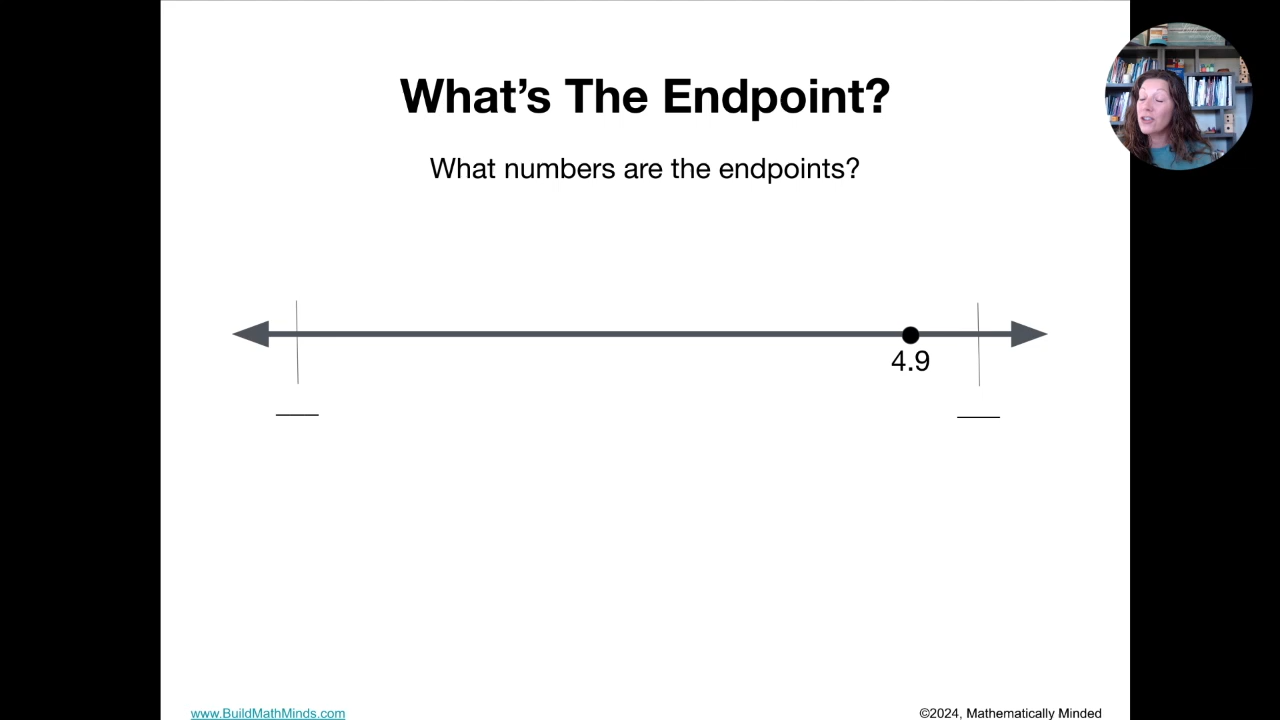 What's The Endpoint?
What numbers are the endpoints?
4.9
www.BuildMathMinds.com
©2024, Mathematically Minded